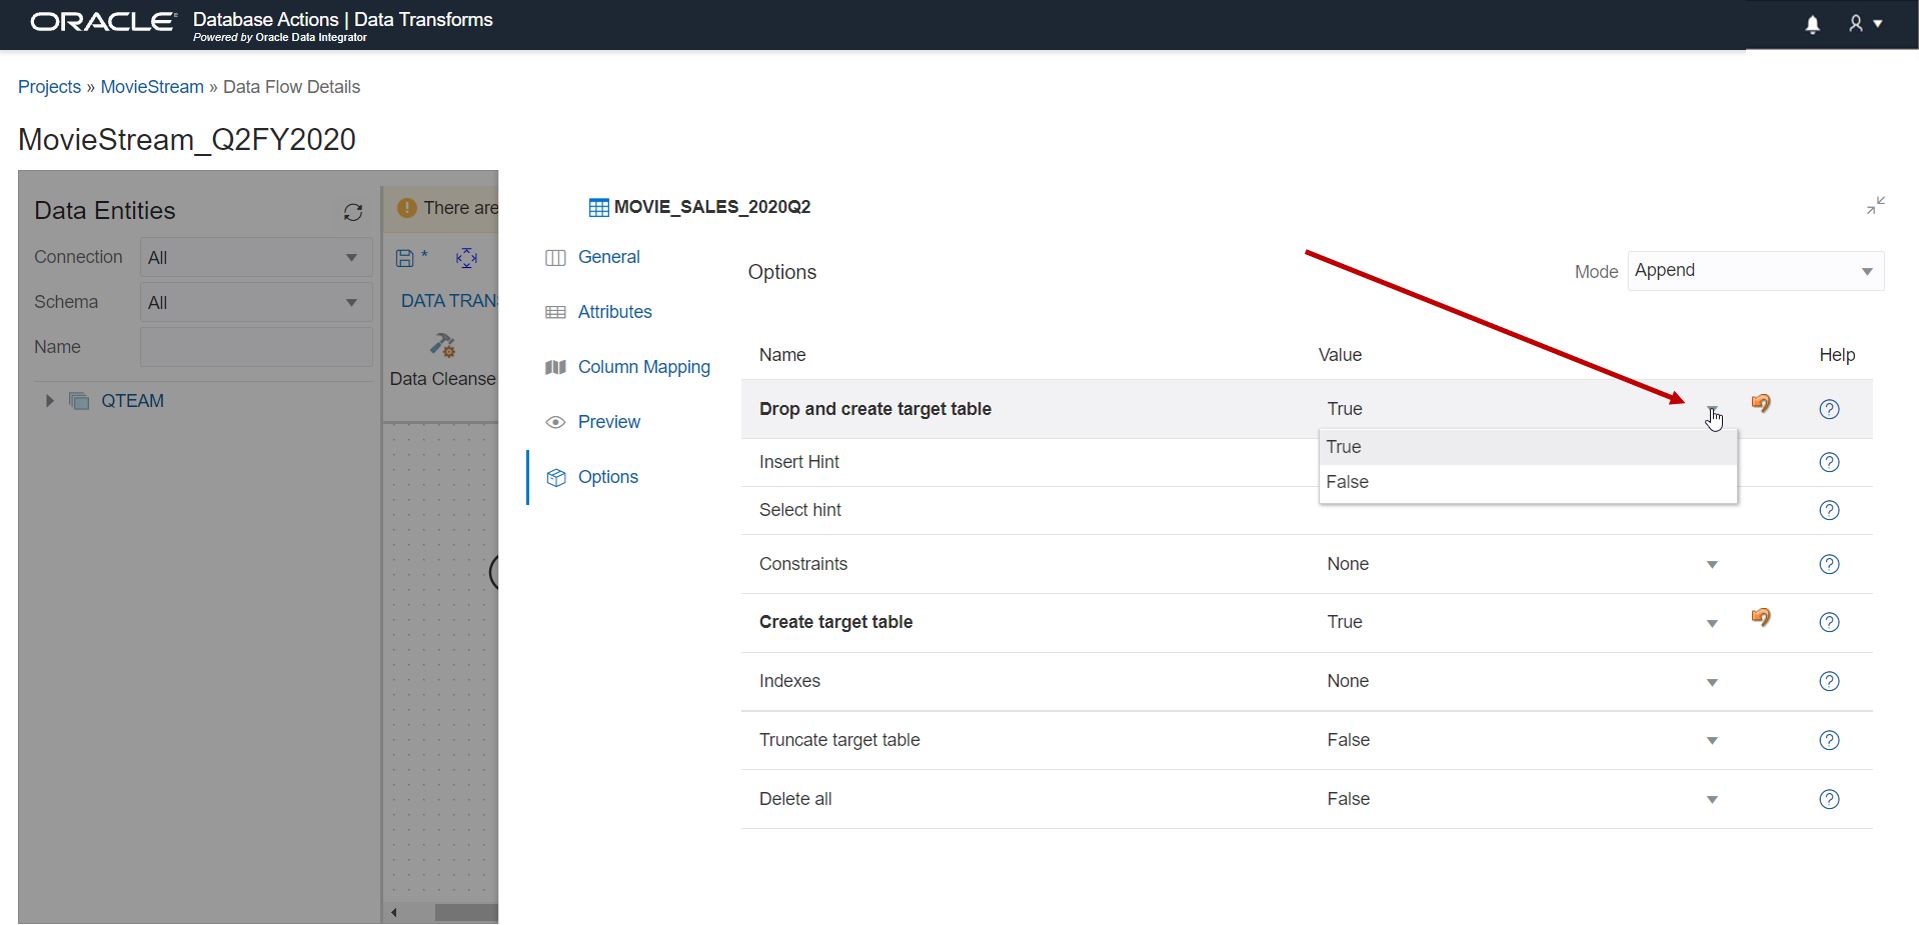 ORACLE Database Actions | Data Transforms
Powered by Oracle Data Integrator
Projects » MovieStream » Data Flow Details
MovieStream_Q2FY2020
Data Entities
Connection All
Schema All
Name
QTEAM
There are
*
DATA TRAN
Data Cleanse
MOVIE_SALES_2020Q2
General
Attributes
Column Mapping
Preview
Options
Options
Mode Append
Name Value Help
Drop and create target table True
True
False
Insert Hint
Select hint
Constraints None
Create target table True
Indexes None
Truncate target table False
Delete all False